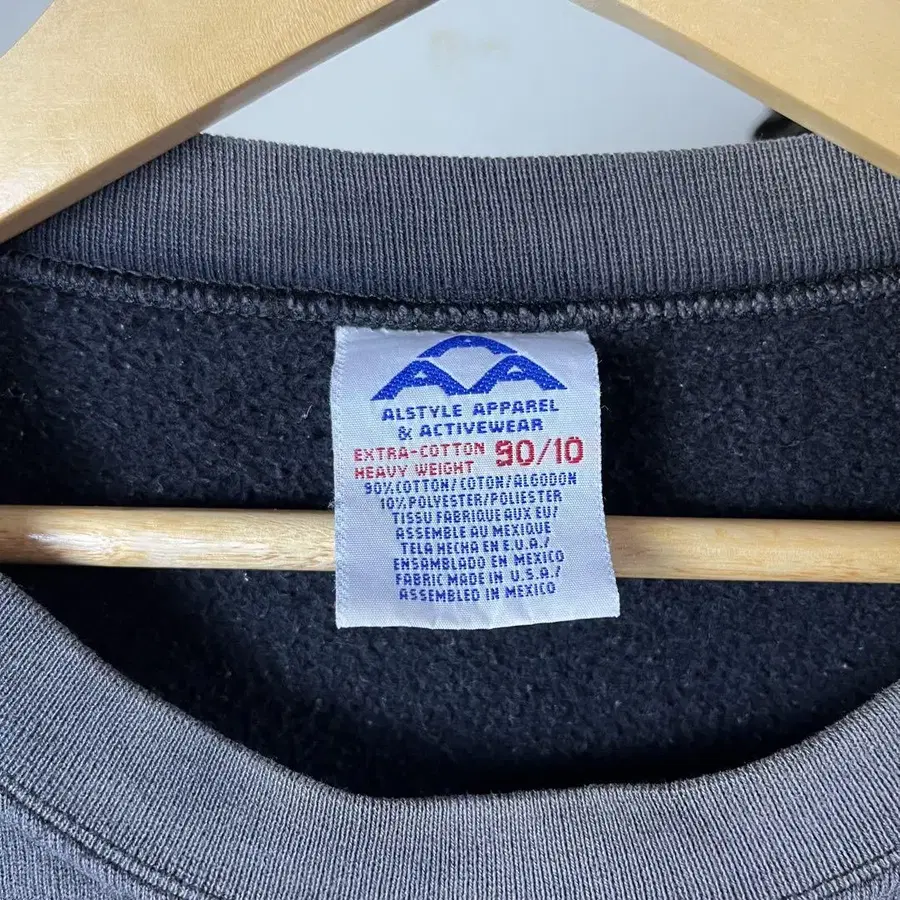 AAA
ALSTYLE APPAREL
& ACTIVEWEAR
EXTRA-COTTON 90/10
HEAVY WEIGHT
90% COTTON/COTON/ALGODON
10% POLYESTER/POLIESTER
TISSU FABRIQUE AUX EU/
ASSEMBLE AU MEXIQUE
TELA HECHA EN E.U.A./
ENSAMBLADO EN MEXICO
FABRIC MADE IN U.S.A./
ASSEMBLED IN MEXICO